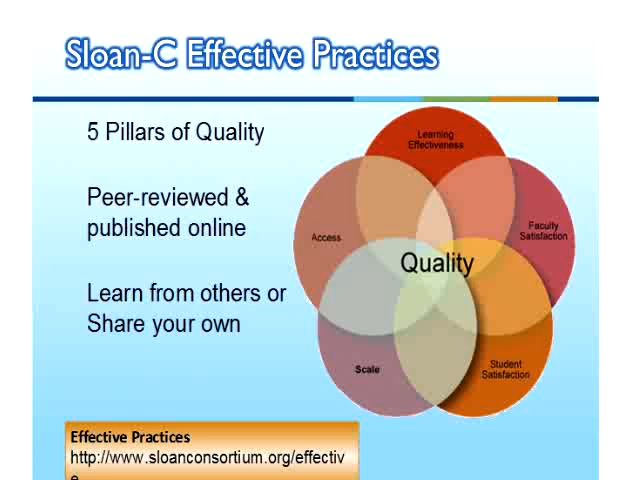 Sloan-C Effective Practices
5 Pillars of Quality
Peer-reviewed &
published online
Learn from others or
Share your own
Learning
Effectiveness
Access
Faculty
Satisfaction
Quality
Scale
Student
Satisfaction
Effective Practices
http://www.sloanconsortium.org/effectiv
e